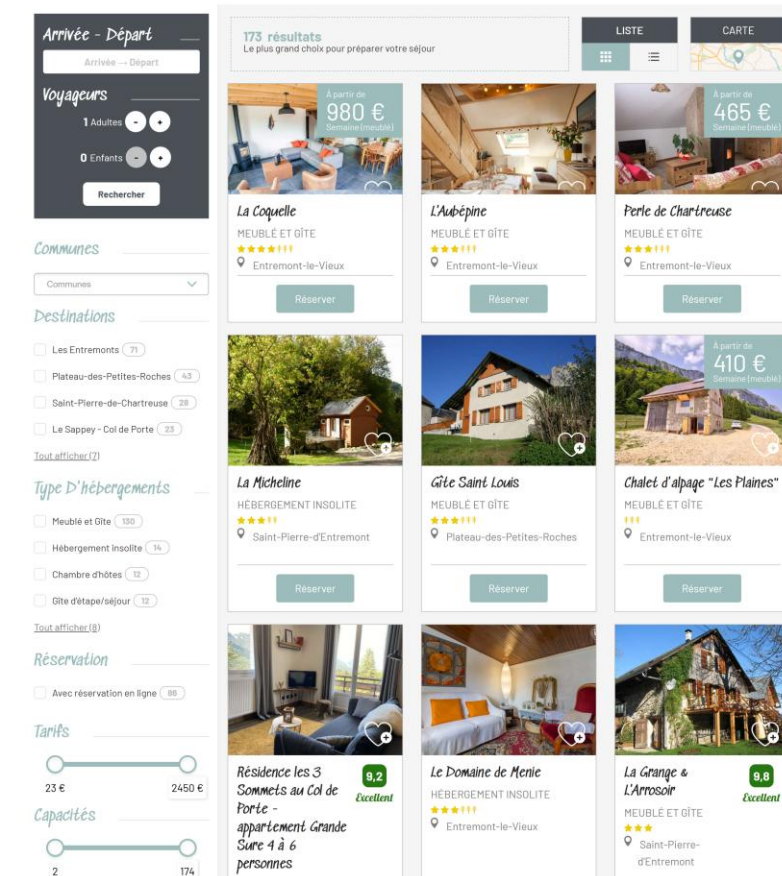 Arrivée - Départ
Arrivée → Départ
Voyageurs
1 Adultes - +
0 Enfants - +
Rechercher
Communes
Communes
Destinations
Les Entremonts 71
Plateau-des-Petites-Roches 43
Saint-Pierre-de-Chartreuse 28
Le Sappey - Col de Porte 23
Tout afficher (7)
Type D'hébergements
Meublé et Gîte 130
Hébergement insolite 14
Chambre d'hôtes 12
Gîte d'étape/séjour 12
Tout afficher (8)
Réservation
Avec réservation en ligne
Tarifs
23 €
2450 €
Capacités
2
174
173 résultats
Le plus grand choix pour préparer votre séjour
LISTE
CARTE
À partir de
980 €
Semaine (meublé)
La Coquelle
MEUBLÉ ET GÎTE
Entremont-le-Vieux
Réserver
L'Aubépine
MEUBLÉ ET GÎTE
Entremont-le-Vieux
Réserver
À partir de
465 €
Semaine (meublé)
Perle de Chartreuse
MEUBLÉ ET GÎTE
Entremont-le-Vieux
Réserver
La Micheline
HÉBERGEMENT INSOLITE
Saint-Pierre-d'Entremont
Réserver
Gîte Saint Louis
MEUBLÉ ET GÎTE
Plateau-des-Petites-Roches
Réserver
À partir de
410 €
Semaine (meublé)
Chalet d'alpage "Les Plaines"
MEUBLÉ ET GÎTE
Entremont-le-Vieux
Réserver
Résidence les 3
Sommets au Col de
Porte -
appartement Grande
Sure 4 à 6
personnes
9,2
Excellent
Le Domaine de Menie
HÉBERGEMENT INSOLITE
Entremont-le-Vieux
La Grange &
L'Arrosoir
9,8
Excellent
MEUBLÉ ET GÎTE
Saint-Pierre-
d'Entremont